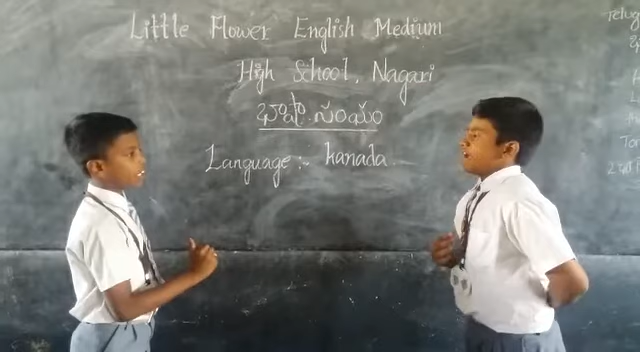 Little Flower English Medium
High School, Nagari
భాషా
Language :- kanada